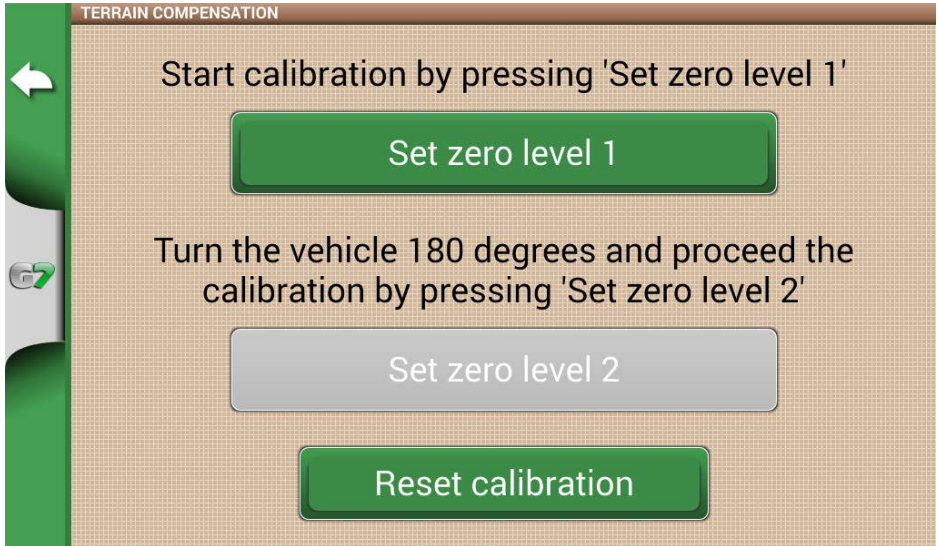 TERRAIN COMPENSATION
Start calibration by pressing 'Set zero level 1'
Set zero level 1
Turn the vehicle 180 degrees and proceed the
calibration by pressing 'Set zero level 2'
G7
Set zero level 2
Reset calibration